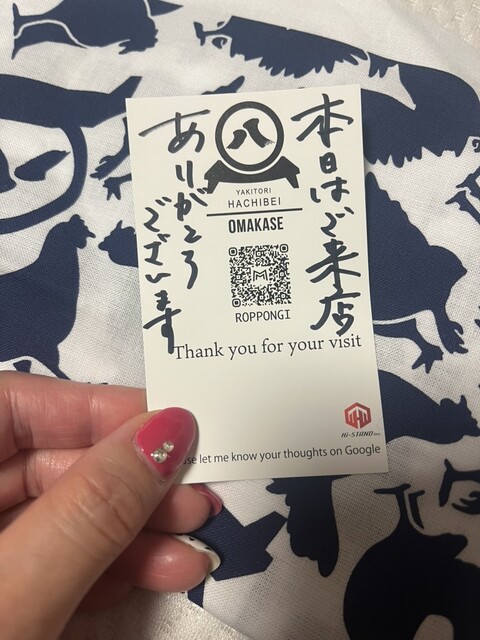 本日はご来店
ありがとう
ございます
八
YAKITORI
HACHIBEI
OMAKASE
ROPPONGI
Thank you for your visit
Hi-STAND
se let me know your thoughts on Google